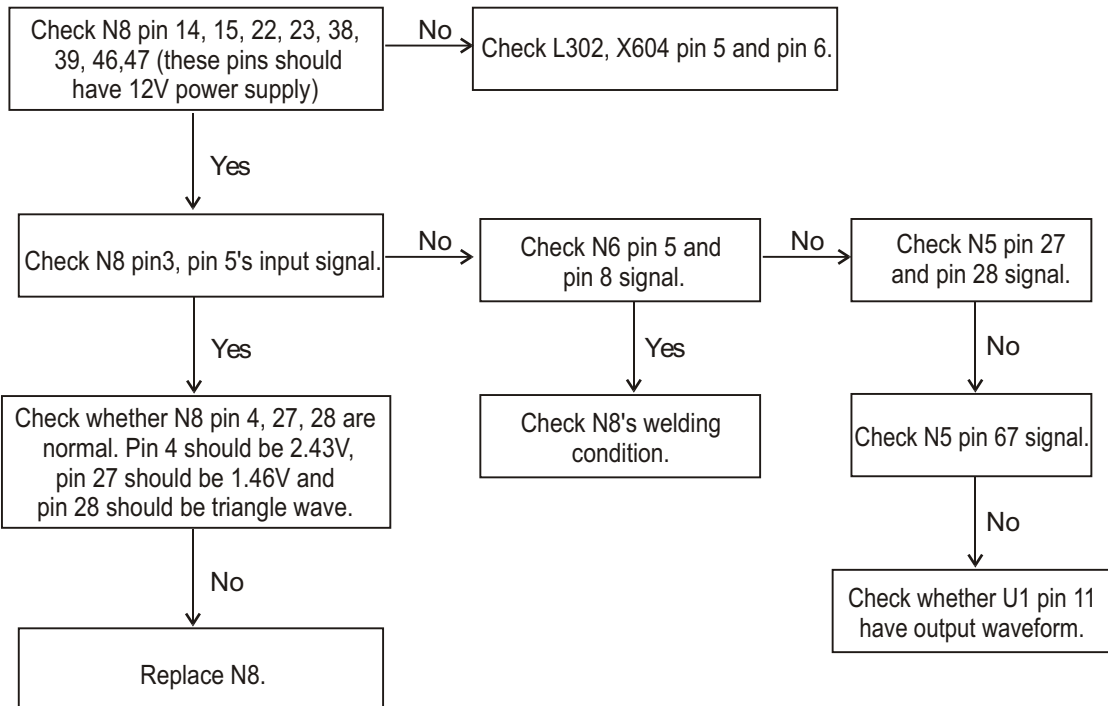 Check N8 pin 14, 15, 22, 23, 38,
39, 46,47 (these pins should
have 12V power supply)
No
Check L302, X604 pin 5 and pin 6.
Yes
Check N8 pin3, pin 5's input signal.
No
Check N6 pin 5 and
pin 8 signal.
No
Check N5 pin 27
and pin 28 signal.
Yes
Yes
No
Check whether N8 pin 4, 27, 28 are
normal. Pin 4 should be 2.43V,
pin 27 should be 1.46V and
pin 28 should be triangle wave.
Check N8's welding
condition.
Check N5 pin 67 signal.
No
No
Check whether U1 pin 11
have output waveform.
Replace N8.